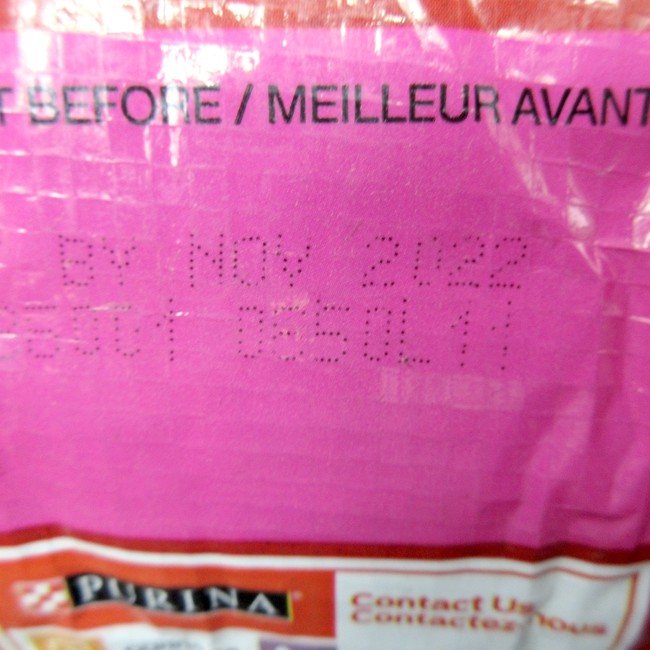 BEFORE / MEILLEUR AVANT
BY NOV 2022
0650L11
PURINA
Contact Us
Contactez-nous